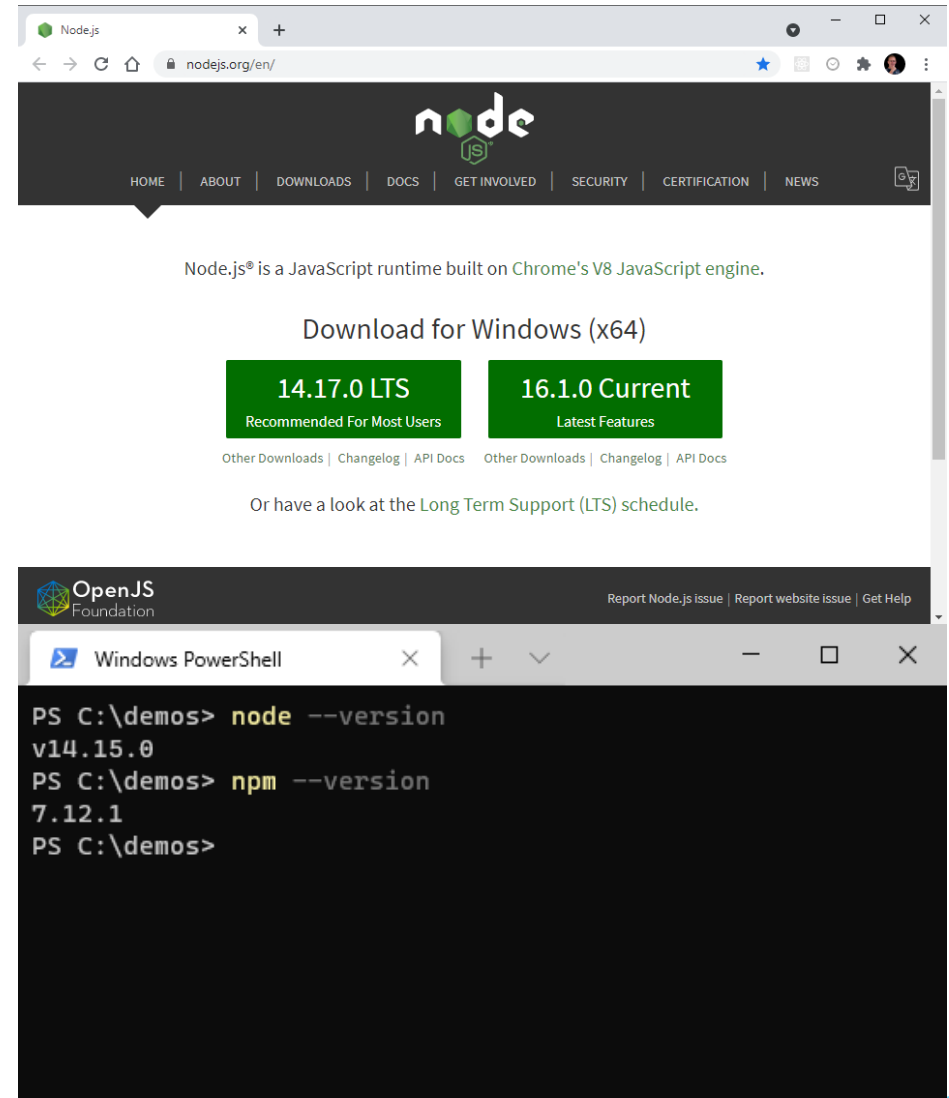 Node.js
nodejs.org/en/
node
JS
HOME | ABOUT | DOWNLOADS | DOCS | GET INVOLVED | SECURITY | CERTIFICATION | NEWS
Node.js® is a JavaScript runtime built on Chrome's V8 JavaScript engine.
Download for Windows (x64)
14.17.0 LTS
Recommended For Most Users
16.1.0 Current
Latest Features
Other Downloads | Changelog | API Docs
Other Downloads | Changelog | API Docs
Or have a look at the Long Term Support (LTS) schedule.
OpenJS
Foundation
Report Node.js issue | Report website issue | Get Help
Windows PowerShell
PS C:\demos> node --version
v14.15.0
PS C:\demos> npm --version
7.12.1
PS C:\demos>